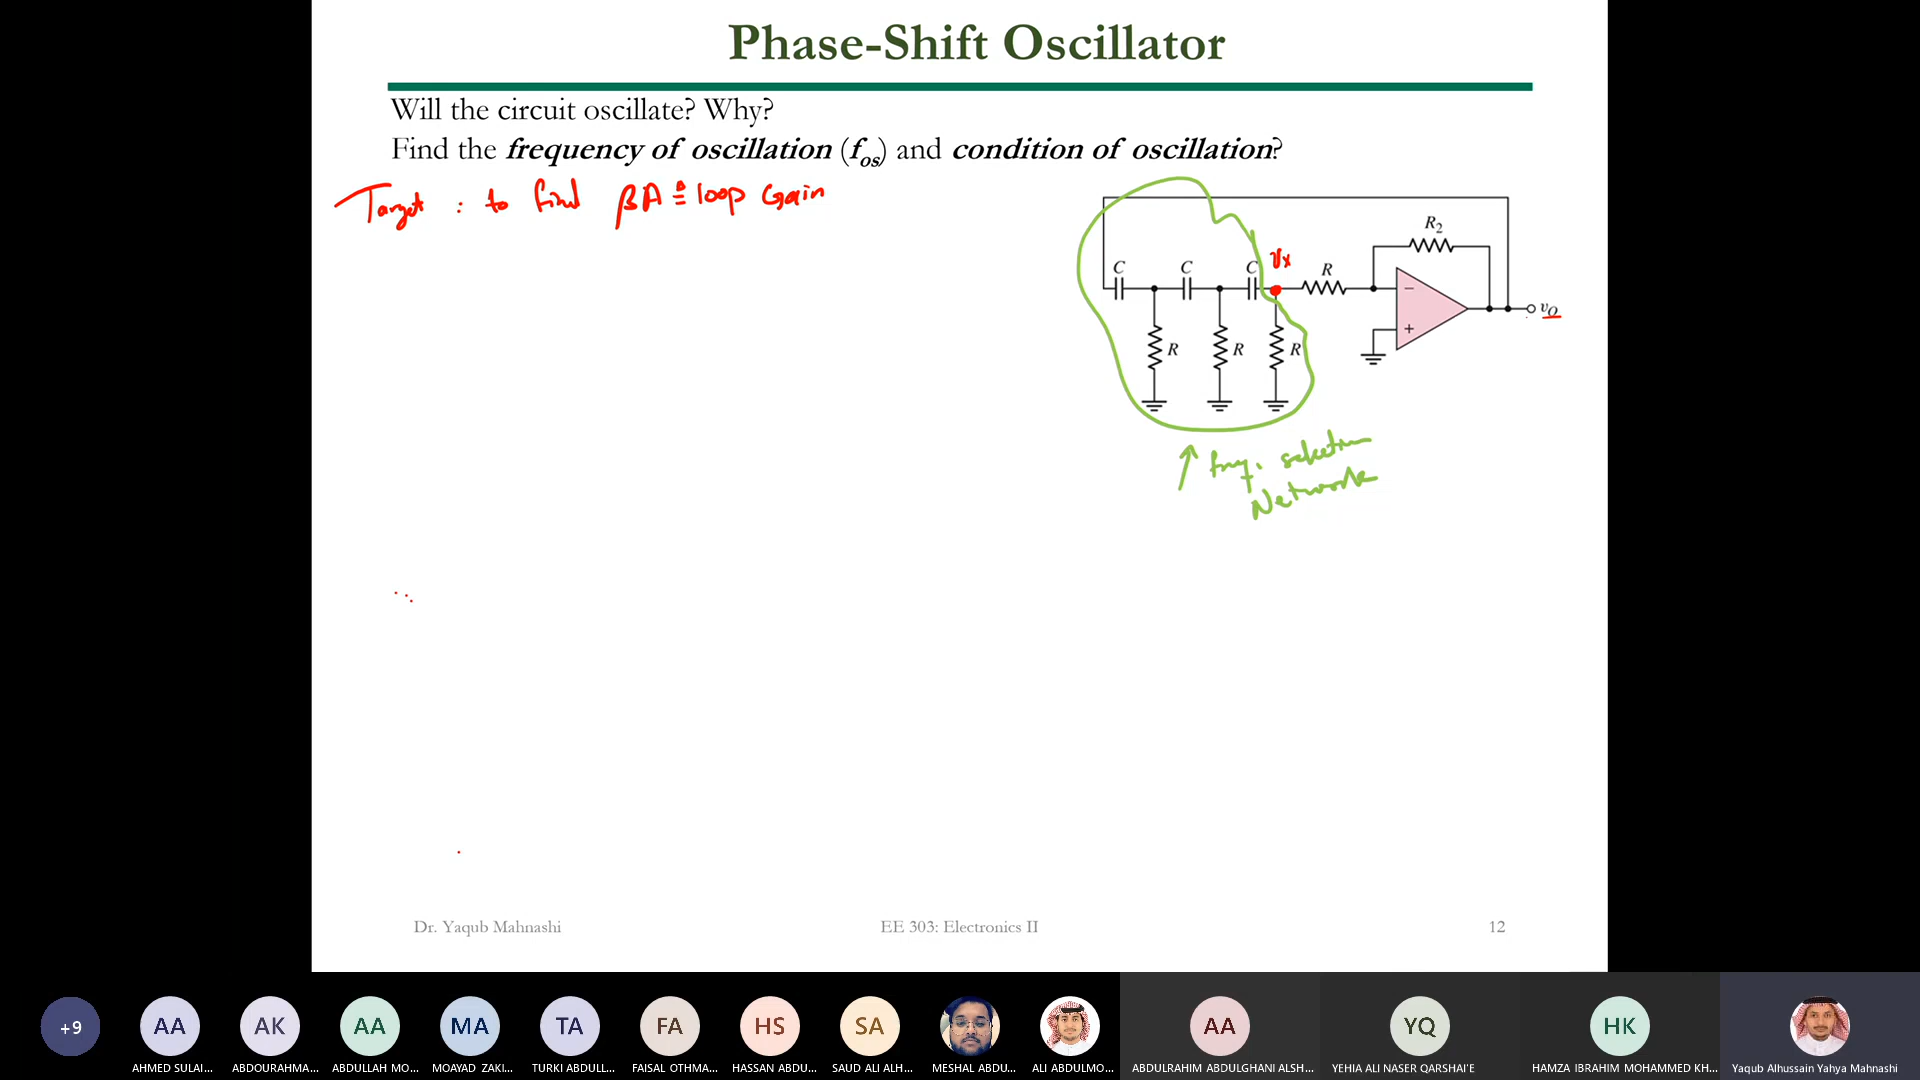 Phase-Shift Oscillator
Will the circuit oscillate? Why?
Find the frequency of oscillation (fos) and condition of oscillation?
Target : to find βA ≜ loop Gain
R2
C
C
C
vx
R
−
+
vO
R
R
R
freq. selection
Network
Dr. Yaqub Mahnashi
EE 303: Electronics II
12
+9
AA
AK
AA
MA
TA
FA
HS
SA
AA
YQ
HK
AHMED SULAI...
ABDOURAHMA...
ABDULLAH MO...
MOAYAD ZAKI...
TURKI ABDULL...
FAISAL OTHMA...
HASSAN ABDU...
SAUD ALI ALH...
MESHAL ABDU...
ALI ABDULMO...
ABDULRAHIM ABDULGHANI ALSH...
YEHIA ALI NASER QARSHAI'E
HAMZA IBRAHIM MOHAMMED KH...
Yaqub Alhussain Yahya Mahnashi